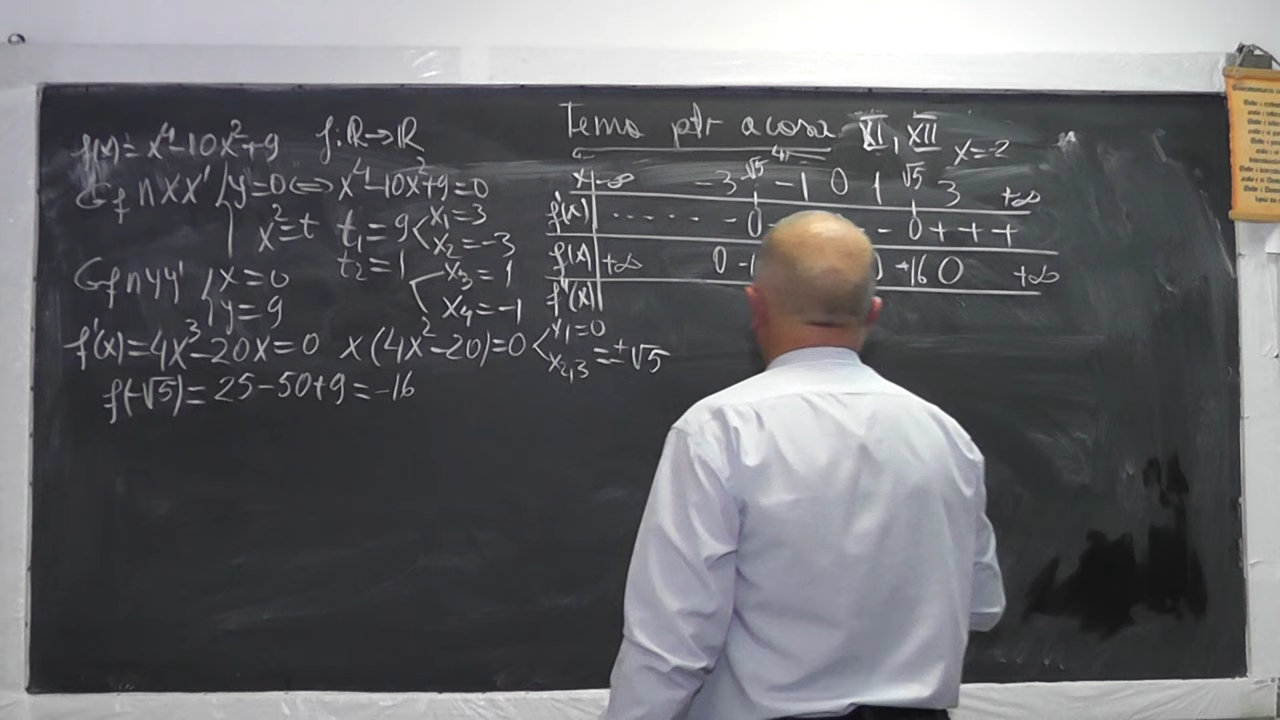 f(x)= x⁴-10x²+9 f:R→R
Gf∩XX' / y=0⇔x⁴-10x²+9=0
x²=t t₁=9 < x₁=3
x₂=-3
t₂=1 < x₃=1
x₄=-1
Gf∩yy' / x=0
y=9
f'(x)=4x³-20x=0 x(4x²-20)=0 < x₁=0
x₂,₃=±√5
f(-√5)=25-50+9=-16
Tema ptr acasa XI, XII x=-2
x -∞ -3 -√5 -1 0 1 √5 3 +∞
f'(x) - - - - - - 0 - - 0 + + +
f(x) +∞ 0 -16 0 +∞
f''(x)